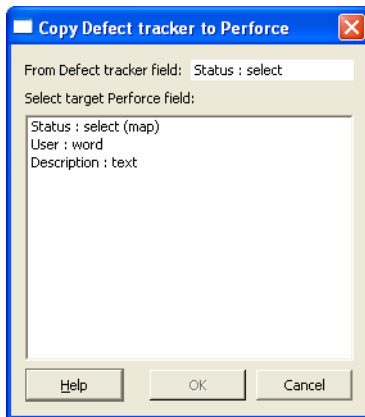 Copy Defect tracker to Perforce
From Defect tracker field: Status : select
Select target Perforce field:
Status : select (map)
User : word
Description : text
Help OK Cancel